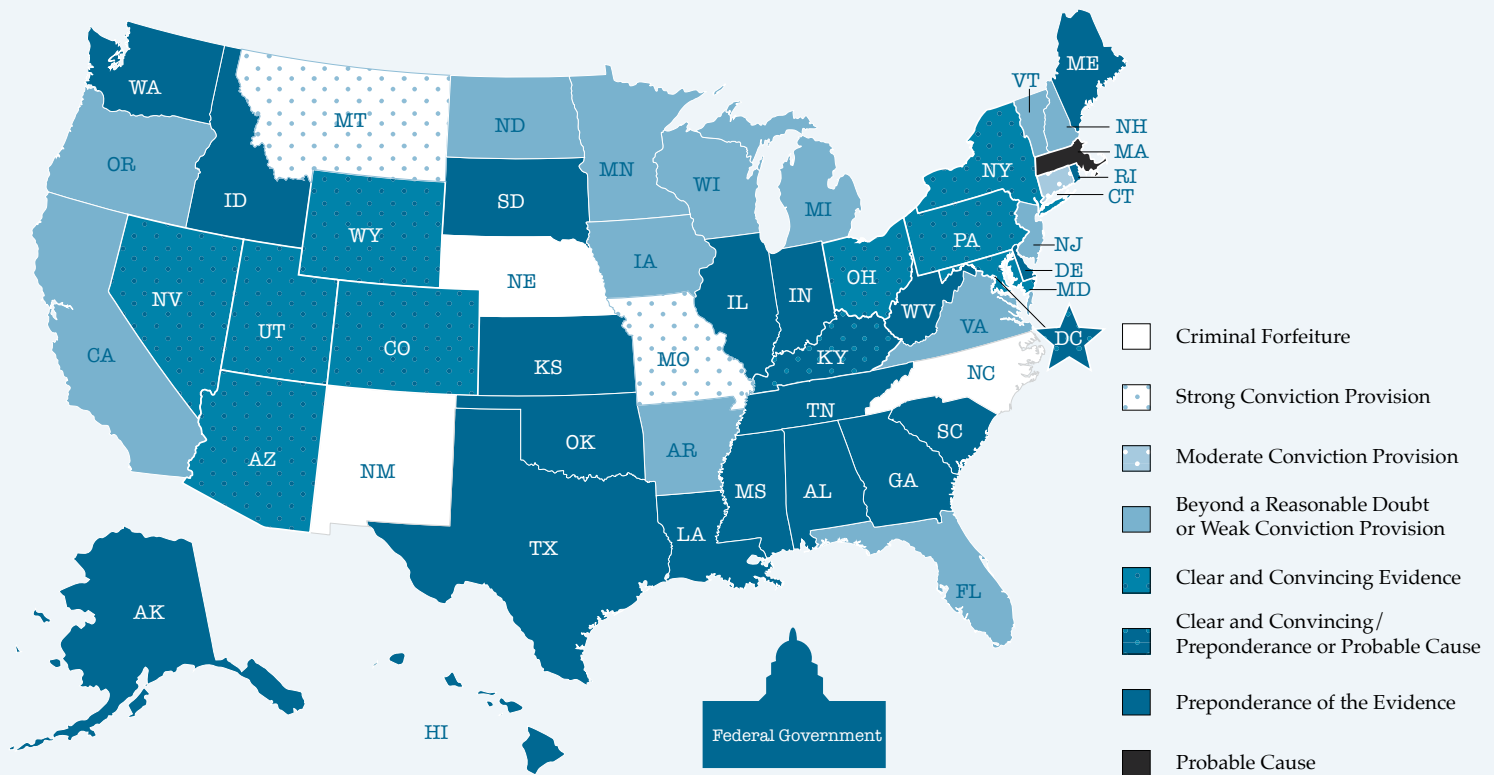 WA
MT
ND
OR
ID
SD
MN
WI
MI
VT
ME
NH
MA
RI
CT
NY
PA
NJ
DE
MD
WY
NE
IA
NV
UT
CO
CA
KS
MO
IL
IN
OH
WV
VA
KY
DC
NC
TN
SC
AZ
NM
OK
AR
MS
AL
GA
TX
LA
FL
AK
HI
Federal Government
Criminal Forfeiture
Strong Conviction Provision
Moderate Conviction Provision
Beyond a Reasonable Doubt
or Weak Conviction Provision
Clear and Convincing Evidence
Clear and Convincing/
Preponderance or Probable Cause
Preponderance of the Evidence
Probable Cause